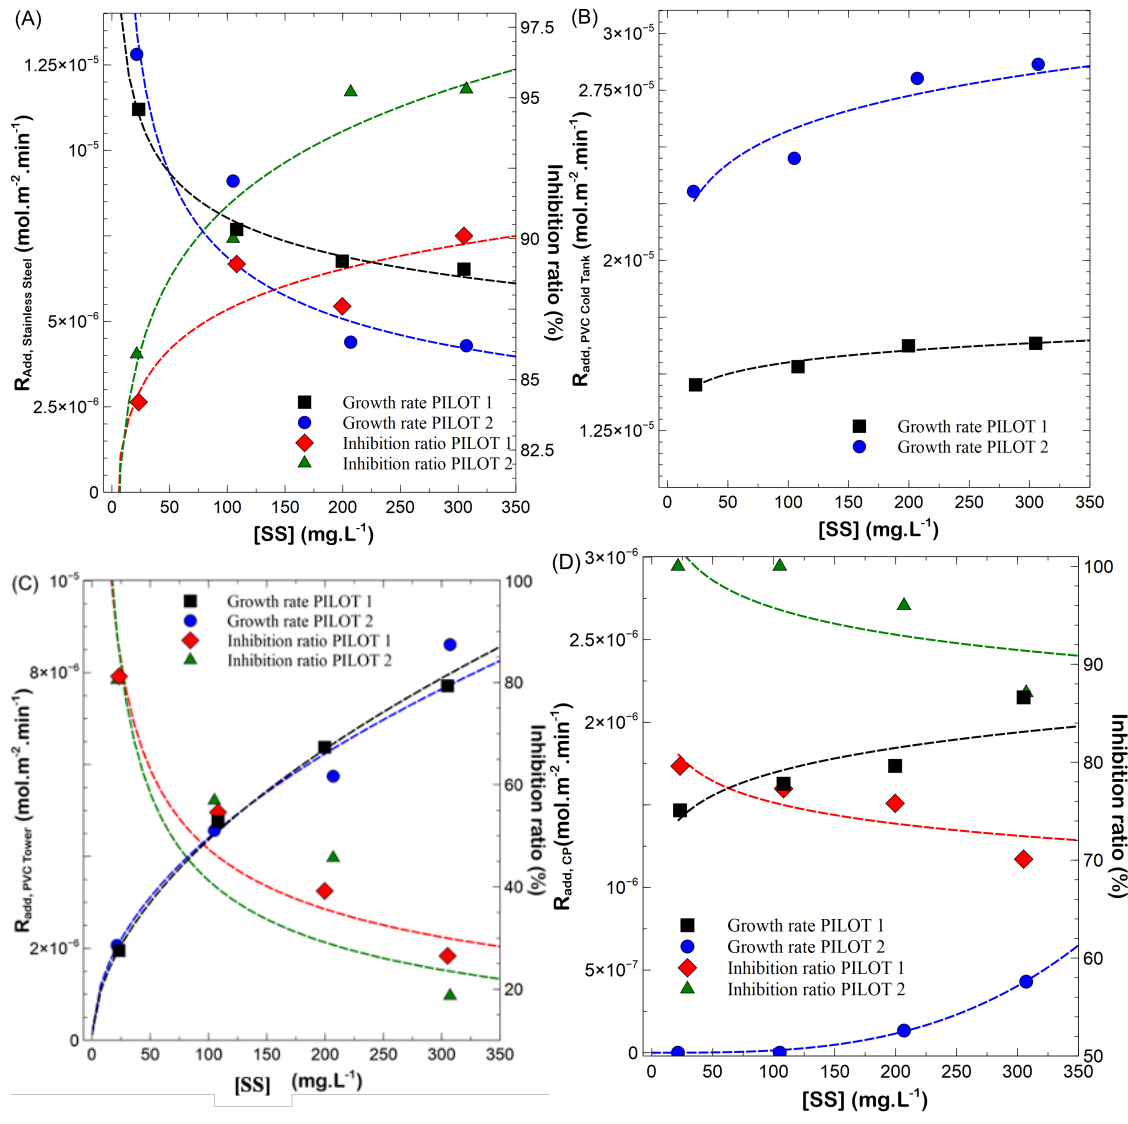 (A)
R_Add, Stainless Steel (mol.m⁻².min⁻¹)
1.25×10⁻⁵
10⁻⁵
5×10⁻⁶
2.5×10⁻⁶
0
97.5
95
90
85
82.5
Inhibition ratio (%)
Growth rate PILOT 1
Growth rate PILOT 2
Inhibition ratio PILOT 1
Inhibition ratio PILOT 2
0 50 100 150 200 250 300 350
[SS] (mg.L⁻¹)
(B)
R_add, PVC Cold Tank (mol.m⁻².min⁻¹)
3×10⁻⁵
2.75×10⁻⁵
2×10⁻⁵
1.25×10⁻⁵
Growth rate PILOT 1
Growth rate PILOT 2
0 50 100 150 200 250 300 350
[SS] (mg.L⁻¹)
(C)
R_add, PVC Tower (mol.m⁻².min⁻¹)
10⁻⁵
8×10⁻⁶
2×10⁻⁶
0
100
80
60
40
20
Inhibition ratio (%)
Growth rate PILOT 1
Growth rate PILOT 2
Inhibition ratio PILOT 1
Inhibition ratio PILOT 2
0 50 100 150 200 250 300 350
[SS] (mg.L⁻¹)
(D)
R_add, CP(mol.m⁻².min⁻¹)
3×10⁻⁶
2.5×10⁻⁶
2×10⁻⁶
10⁻⁶
5×10⁻⁷
0
100
90
80
70
60
50
Inhibition ratio (%)
Growth rate PILOT 1
Growth rate PILOT 2
Inhibition ratio PILOT 1
Inhibition ratio PILOT 2
0 50 100 150 200 250 300 350
[SS] (mg.L⁻¹)